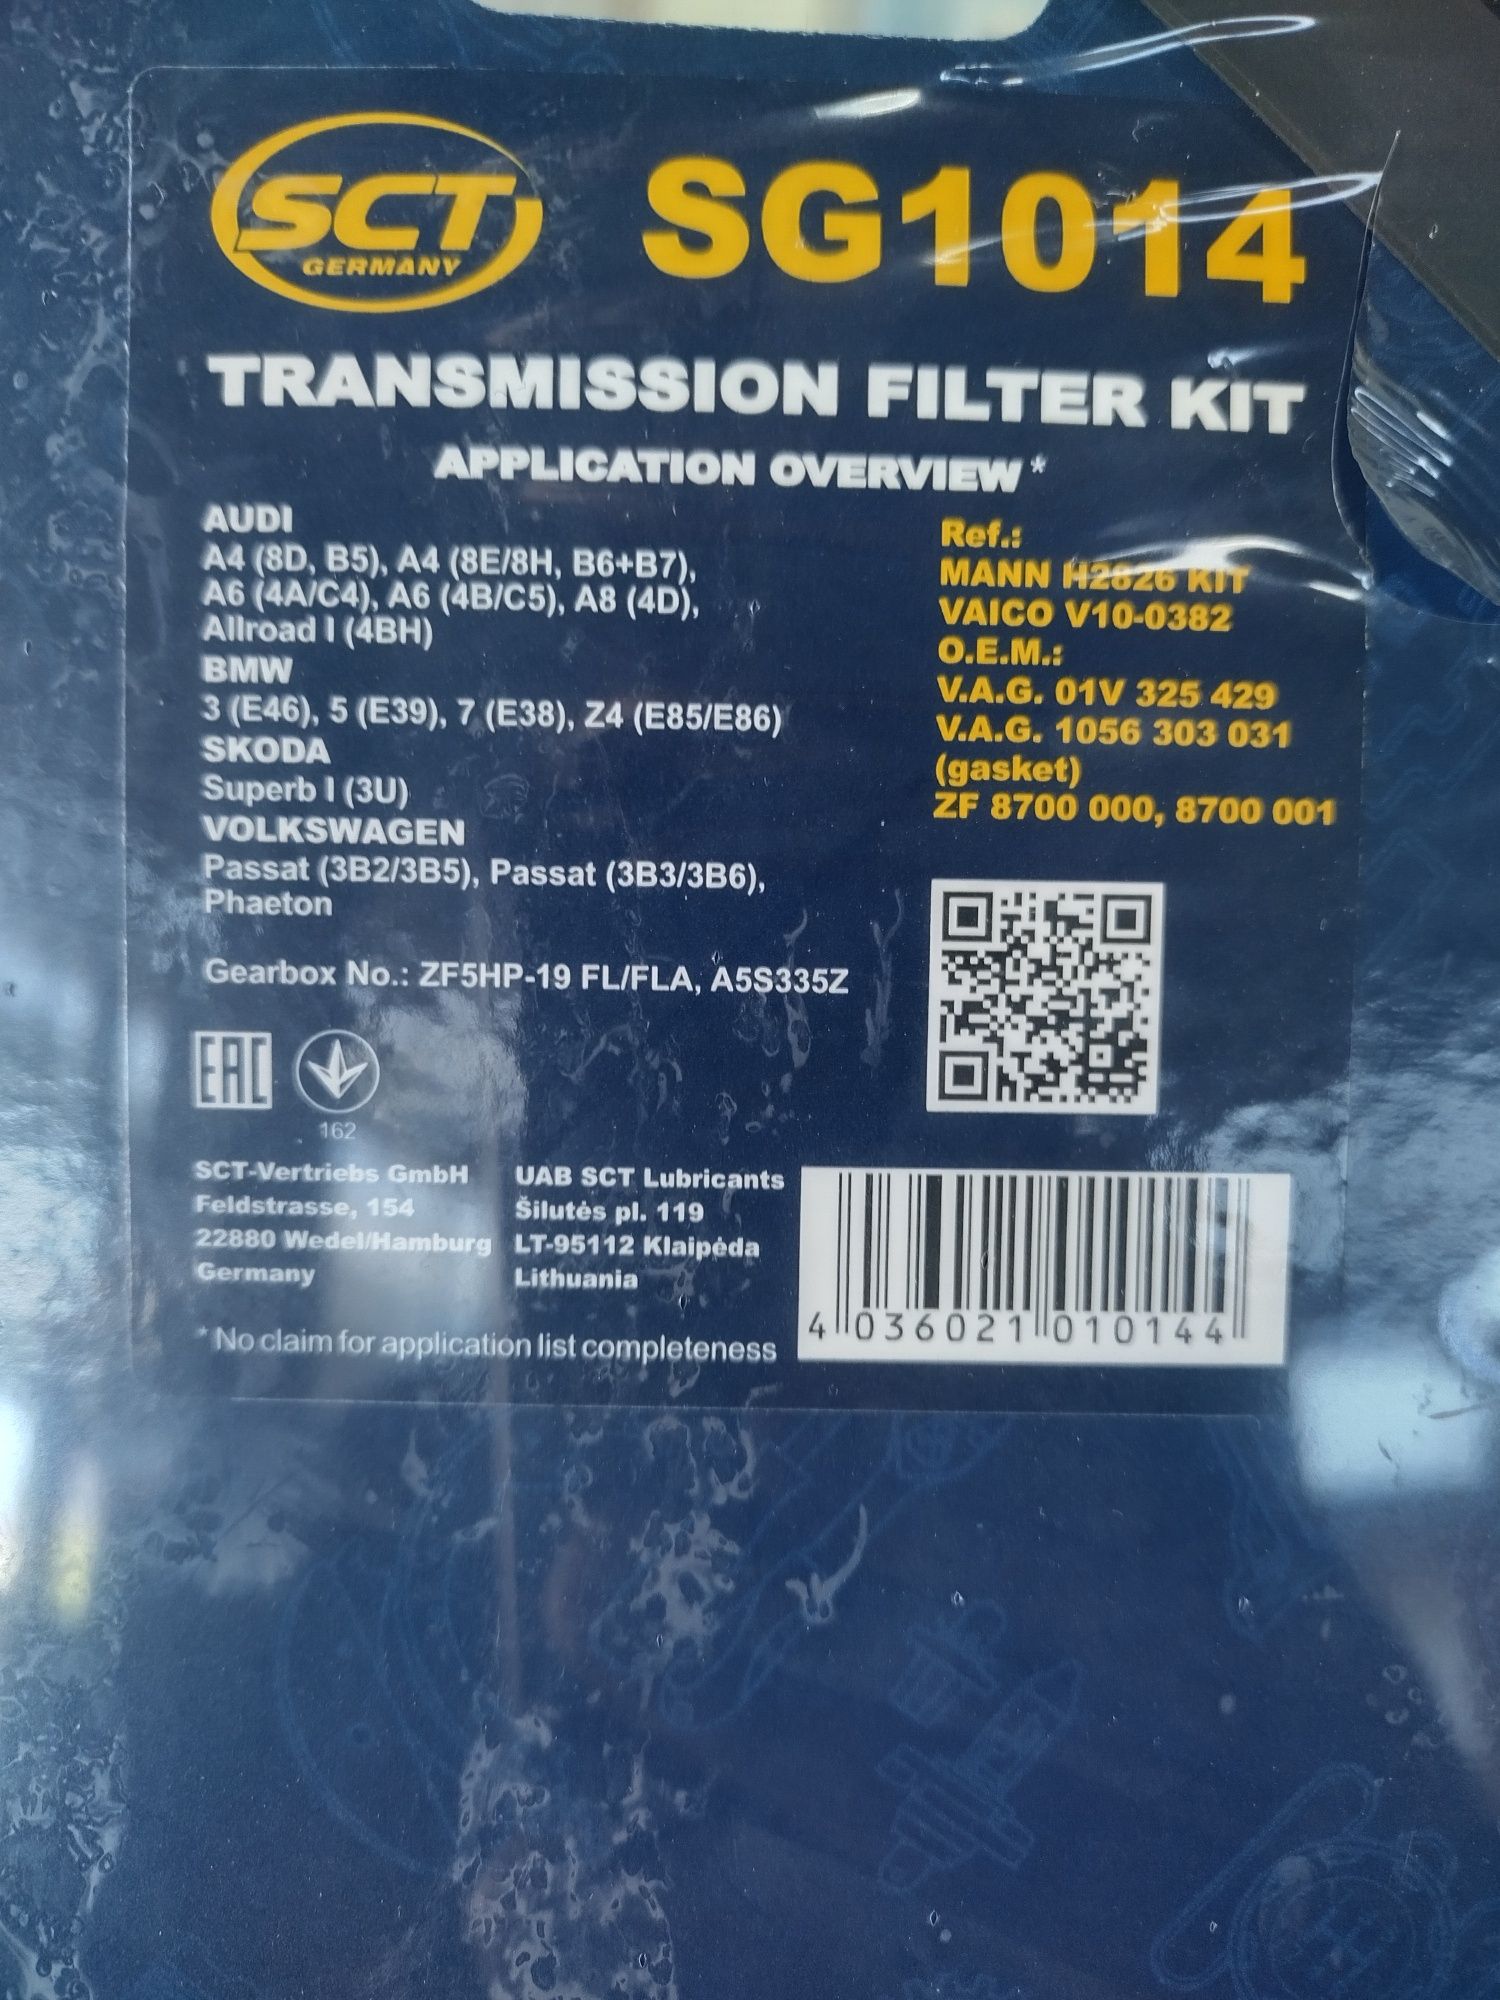 SCT
GERMANY
SG1014
TRANSMISSION FILTER KIT
APPLICATION OVERVIEW*
AUDI
A4 (8D, B5), A4 (8E/8H, B6+B7),
A6 (4A/C4), A6 (4B/C5), A8 (4D),
Allroad I (4BH)
BMW
3 (E46), 5 (E39), 7 (E38), Z4 (E85/E86)
SKODA
Superb I (3U)
VOLKSWAGEN
Passat (3B2/3B5), Passat (3B3/3B6),
Phaeton
Gearbox No.: ZF5HP-19 FL/FLA, A5S335Z
Ref.:
MANN H2826 KIT
VAICO V10-0382
O.E.M.:
V.A.G. 01V 325 429
V.A.G. 1056 303 031
(gasket)
ZF 8700 000, 8700 001
EAC
162
SCT-Vertriebs GmbH
Feldstrasse, 154
22880 Wedel/Hamburg
Germany
UAB SCT Lubricants
Šilutės pl. 119
LT-95112 Klaipėda
Lithuania
4 036021 010144
* No claim for application list completeness